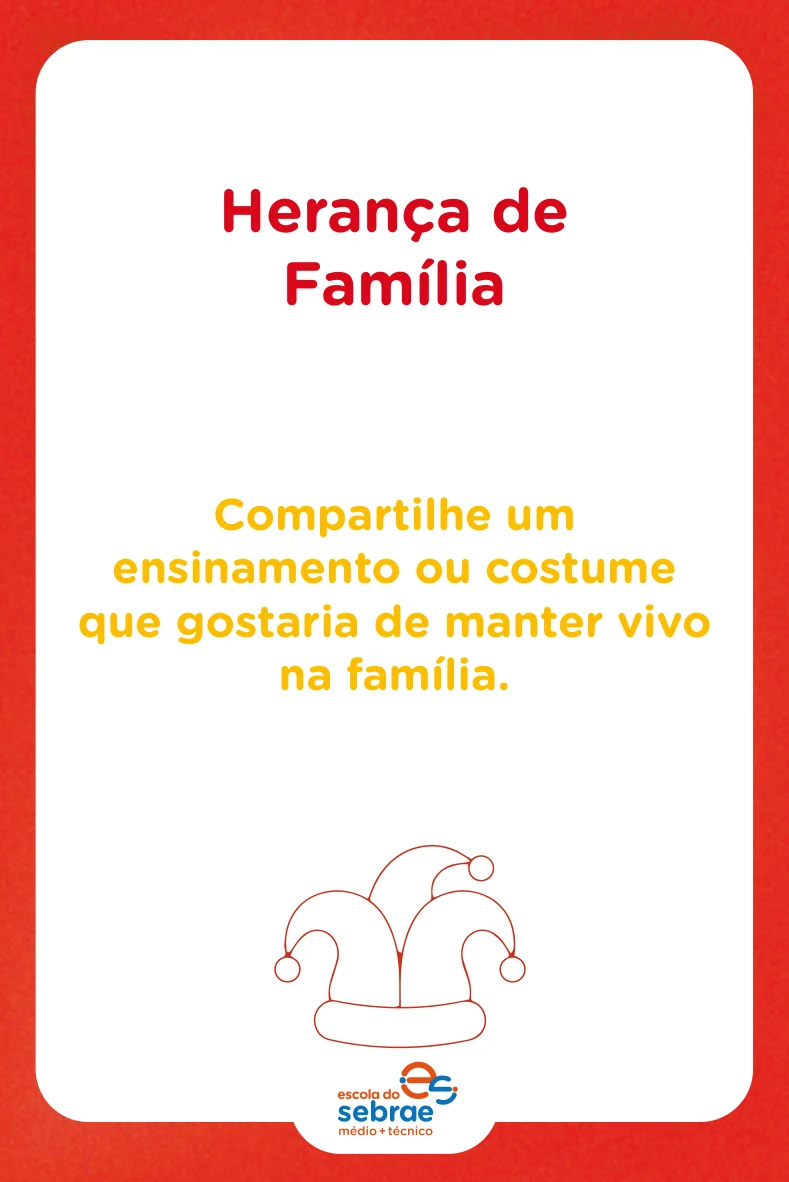 Herança de
Família
Compartilhe um
ensinamento ou costume
que gostaria de manter vivo
na família.
escola do
sebrae
médio + técnico